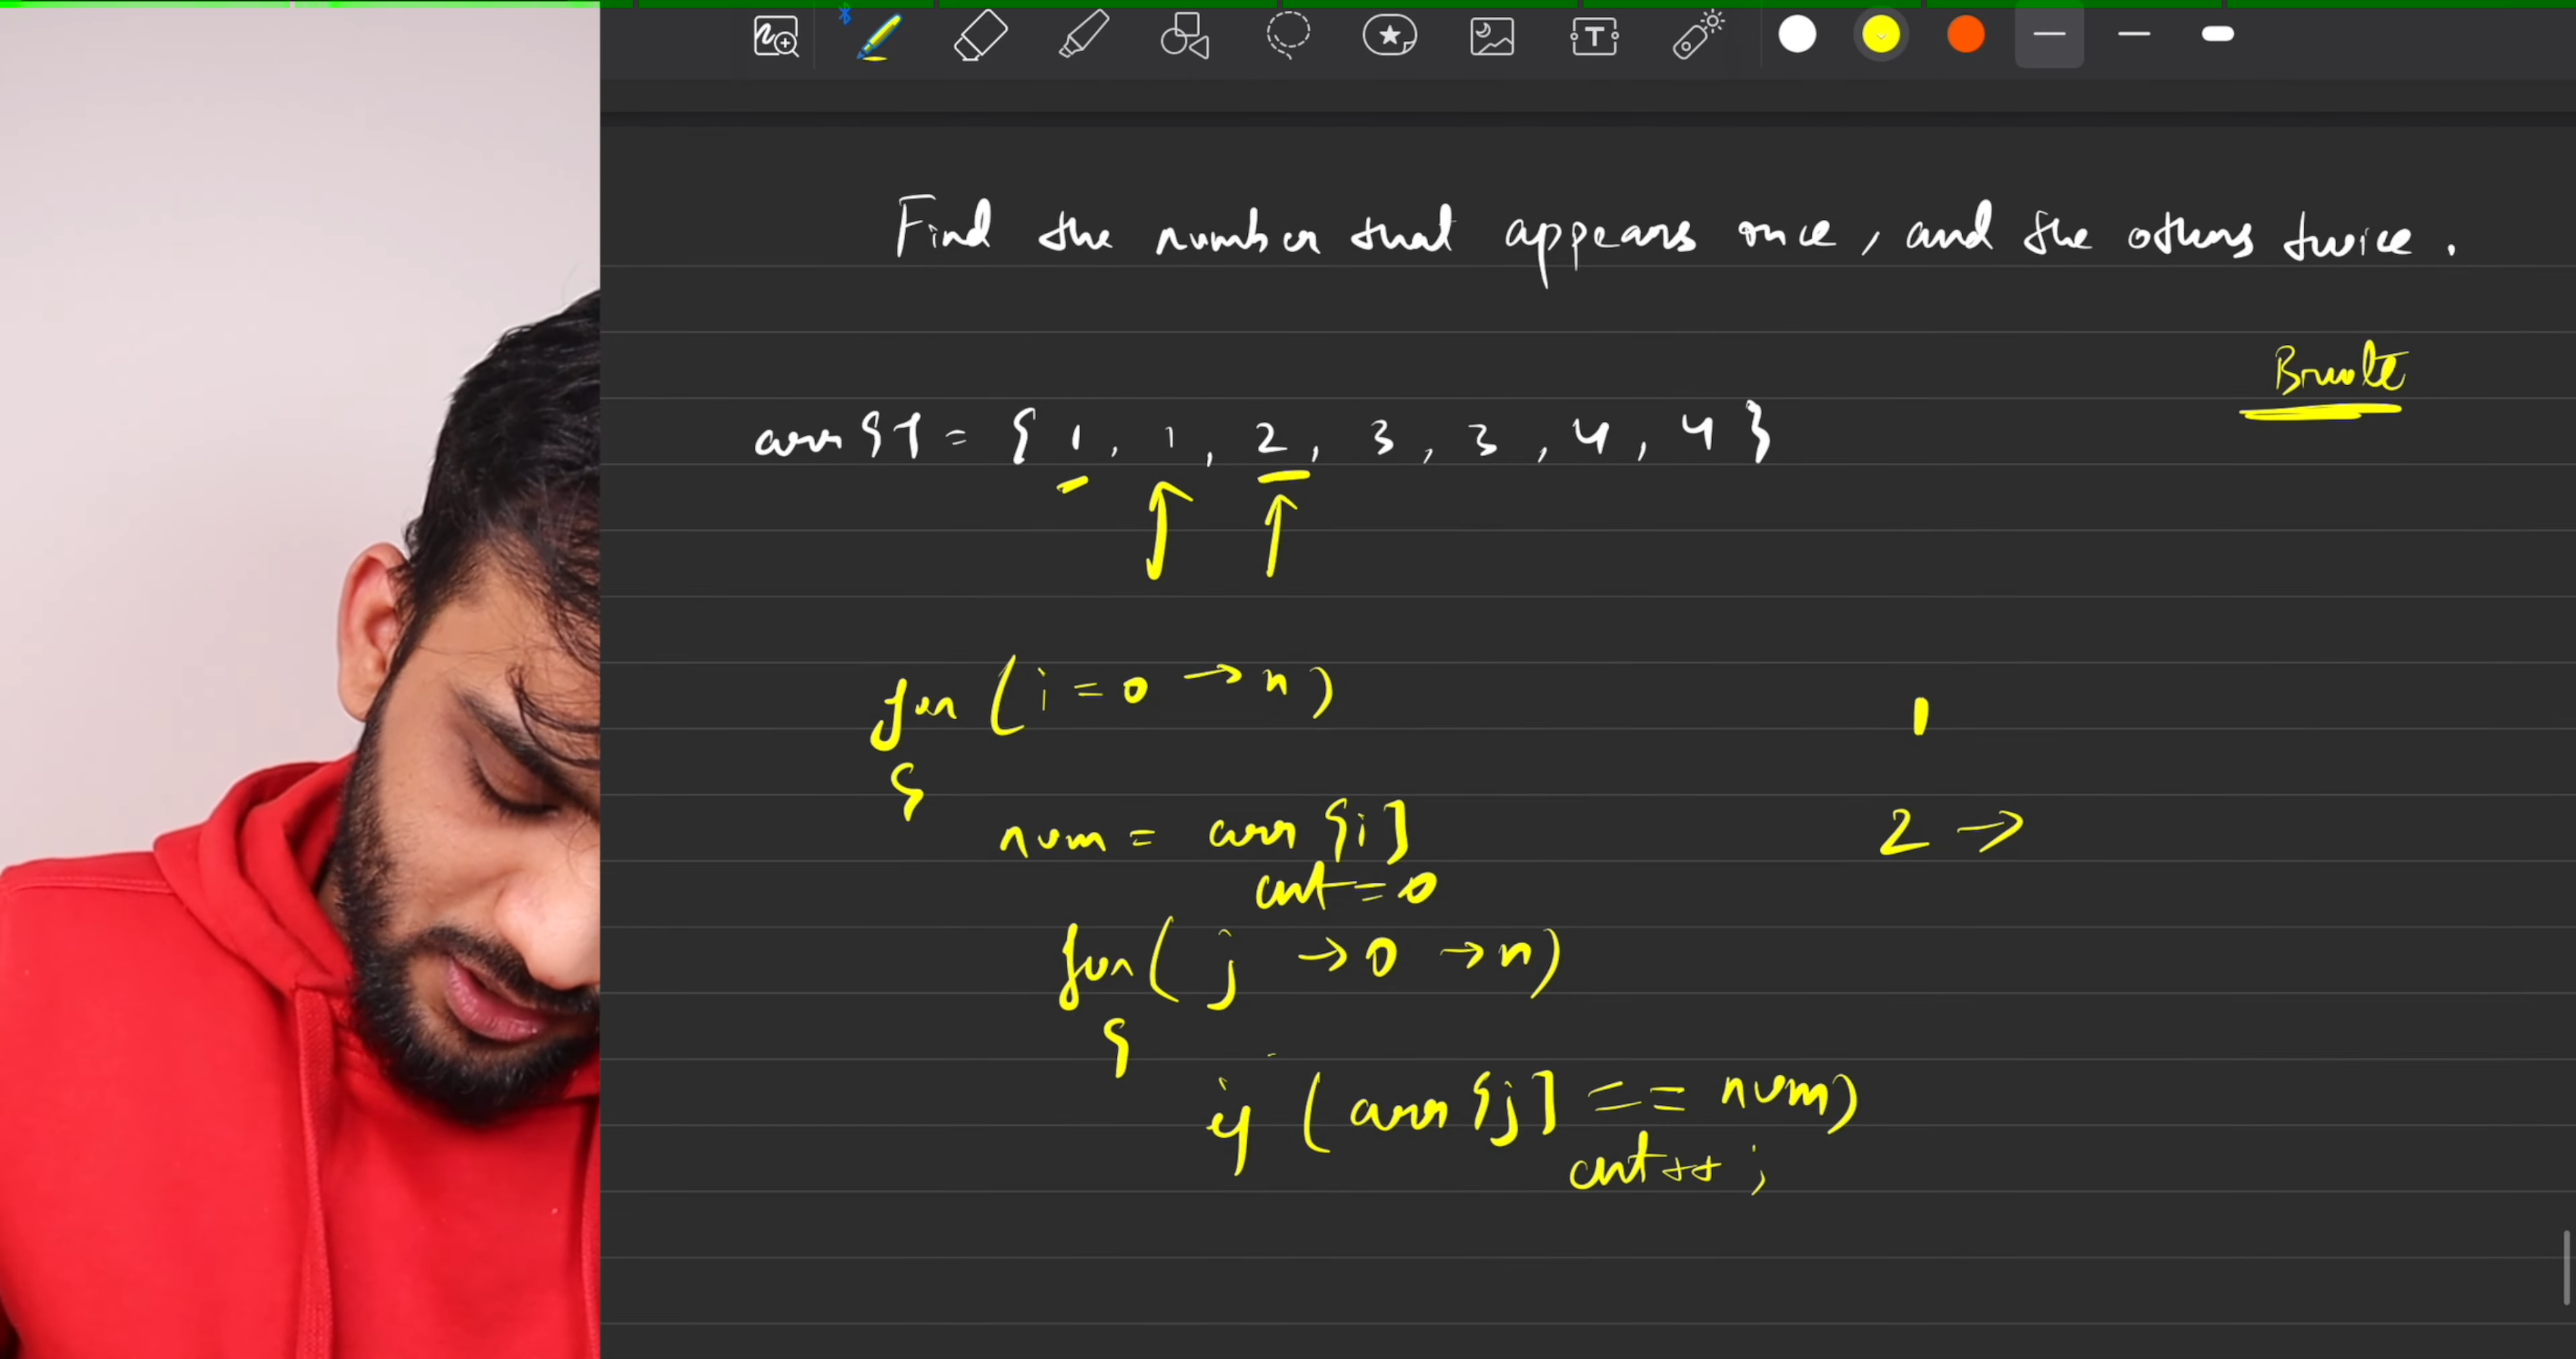 Find the number that appears once, and the others twice.
Brute
arr[] = { 1, 1, 2, 3, 3, 4, 4 }
for (i = 0 → n)
1
{
num = arr[i]
2 →
cnt = 0
for ( j → 0 → n)
{
if (arr[j] == num)
cnt++ ;